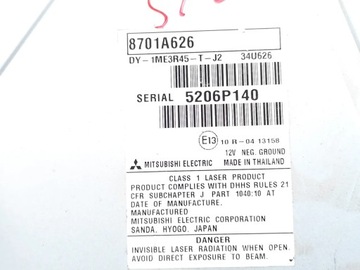 8701A626
DY-1ME3R45-T-J2 34U626
SERIAL 5206P140
E13 10 R-04 13158
12V NEG. GROUND
MITSUBISHI ELECTRIC MADE IN THAILAND
CLASS 1 LASER PRODUCT
PRODUCT COMPLIES WITH DHHS RULES 21
CFR SUBCHAPTER J PART 1040:10 AT DATE OF
MANUFACTURED
MITSUBISHI ELECTRIC CORPORATION
SANDA, HYOGO, JAPAN
DANGER
INVISIBLE LASER RADIATION WHEN OPEN.
AVOID DIRECT EXPOSURE TO BEAM.